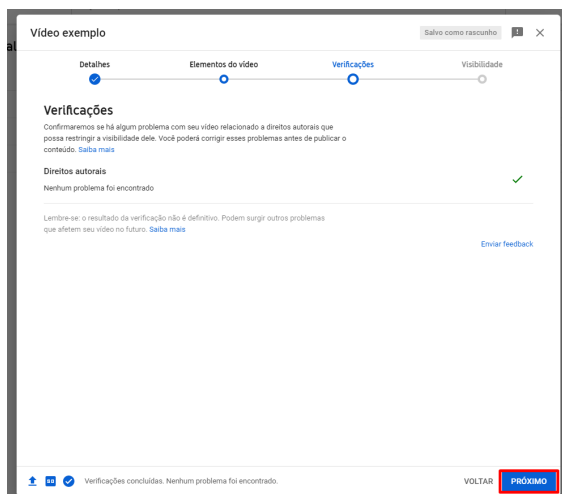 Vídeo exemplo
Salvo como rascunho
al
Detalhes
Elementos do vídeo
Verificações
Visibilidade
Verificações
Confirmaremos se há algum problema com seu vídeo relacionado a direitos autorais que
possa restringir a visibilidade dele. Você poderá corrigir esses problemas antes de publicar o
conteúdo. Saiba mais
Direitos autorais
Nenhum problema foi encontrado
Lembre-se: o resultado da verificação não é definitivo. Podem surgir outros problemas
que afetem seu vídeo no futuro. Saiba mais
Enviar feedback
Verificações concluídas. Nenhum problema foi encontrado.
VOLTAR
PRÓXIMO